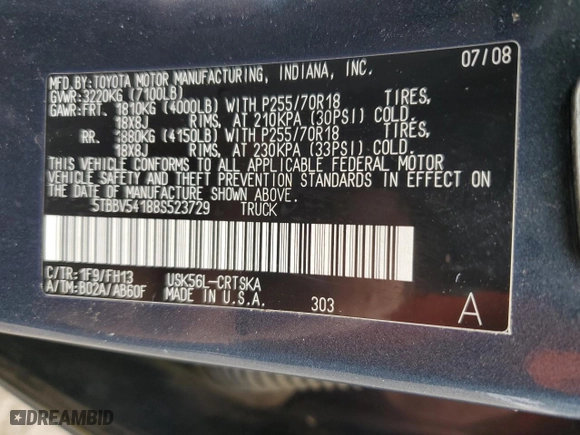 MFD.BY:TOYOTA MOTOR MANUFACTURING, INDIANA, INC. 07/08
GVWR:3220KG (7100LB)
GAWR:FRT. 1810KG (4000LB) WITH P255/70R18 TIRES,
18X8J RIMS, AT 210KPA (30PSI) COLD.
RR. 1880KG (4150LB) WITH P255/70R18 TIRES,
18X8J RIMS, AT 230KPA (33PSI) COLD.
THIS VEHICLE CONFORMS TO ALL APPLICABLE FEDERAL MOTOR
VEHICLE SAFETY AND THEFT PREVENTION STANDARDS IN EFFECT ON
THE DATE OF MANUFACTURE SHOWN ABOVE.
5TBBV54188S523729 TRUCK
C/TR:1F9/FH13 USK56L-CRTSKA
A/TM:B02A/AB60F MADE IN U.S.A. 303 A
DREAMBID